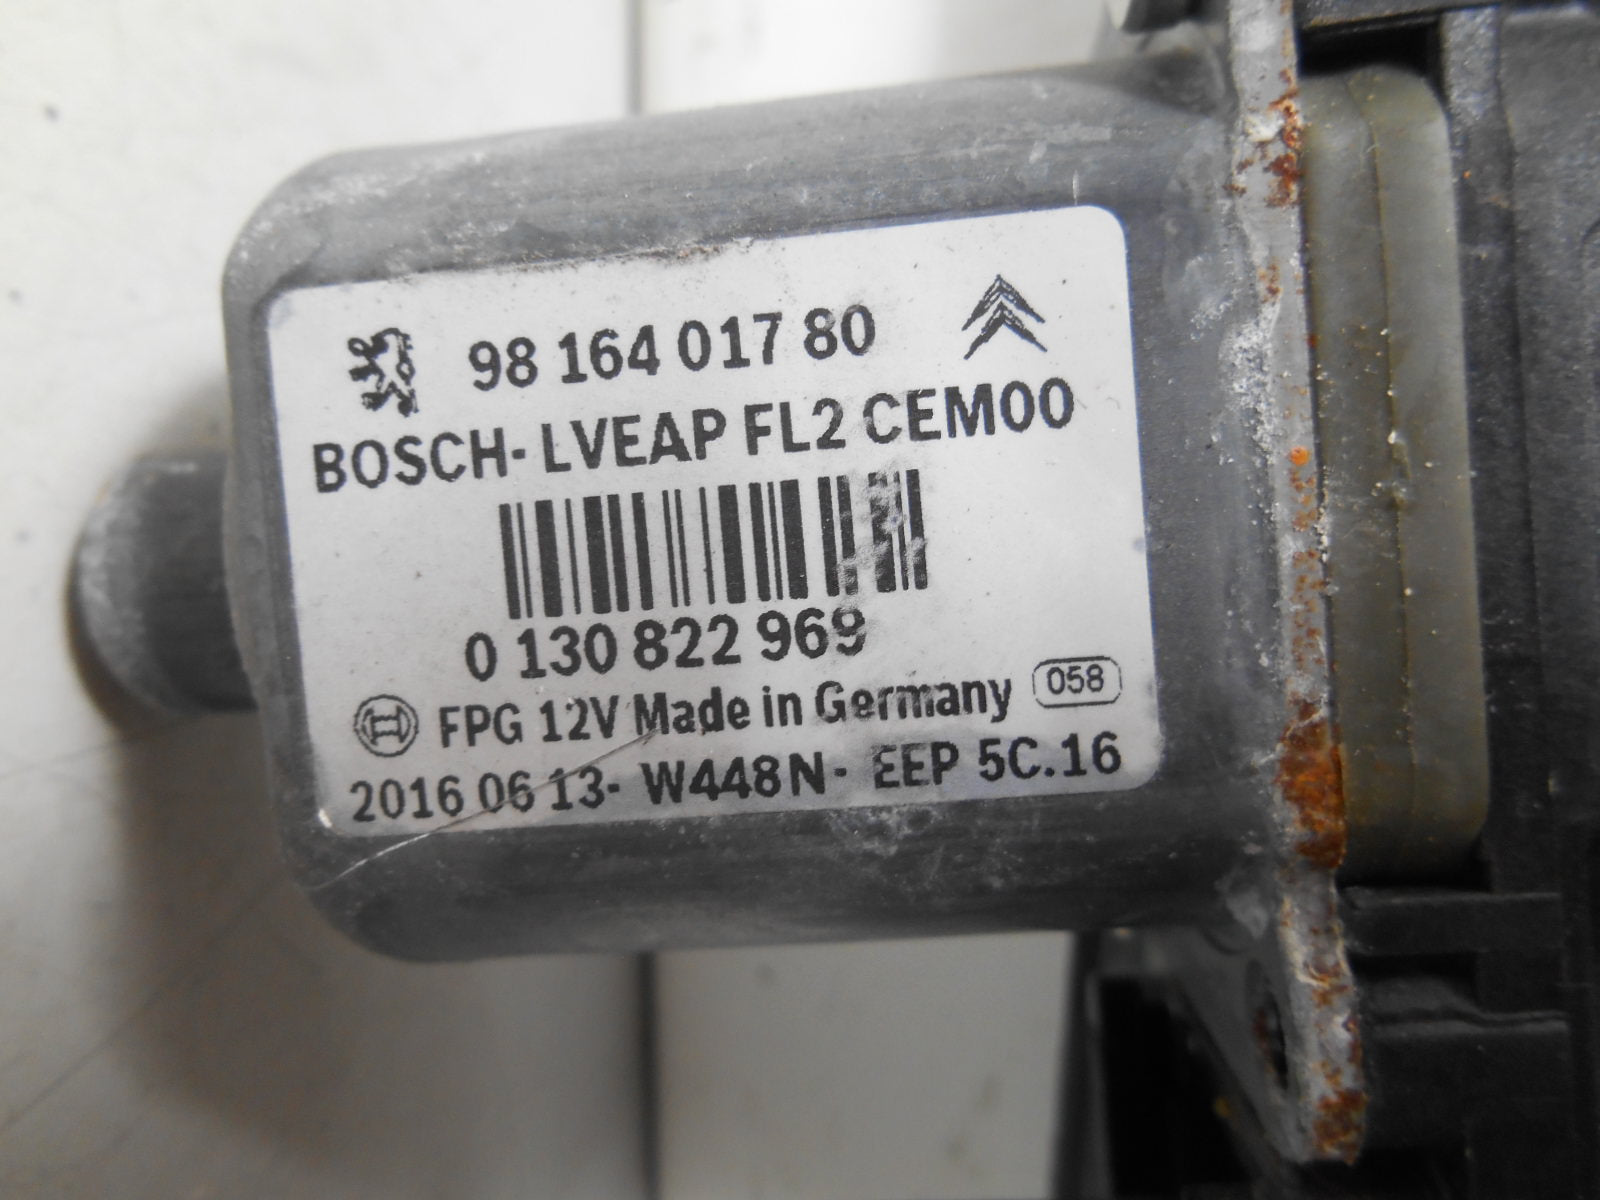 98 164 017 80
BOSCH-LVEAP FL2 CEM00
0 130 822 969
FPG 12V Made in Germany 058
2016 06 13- W448N- EEP 5C.16